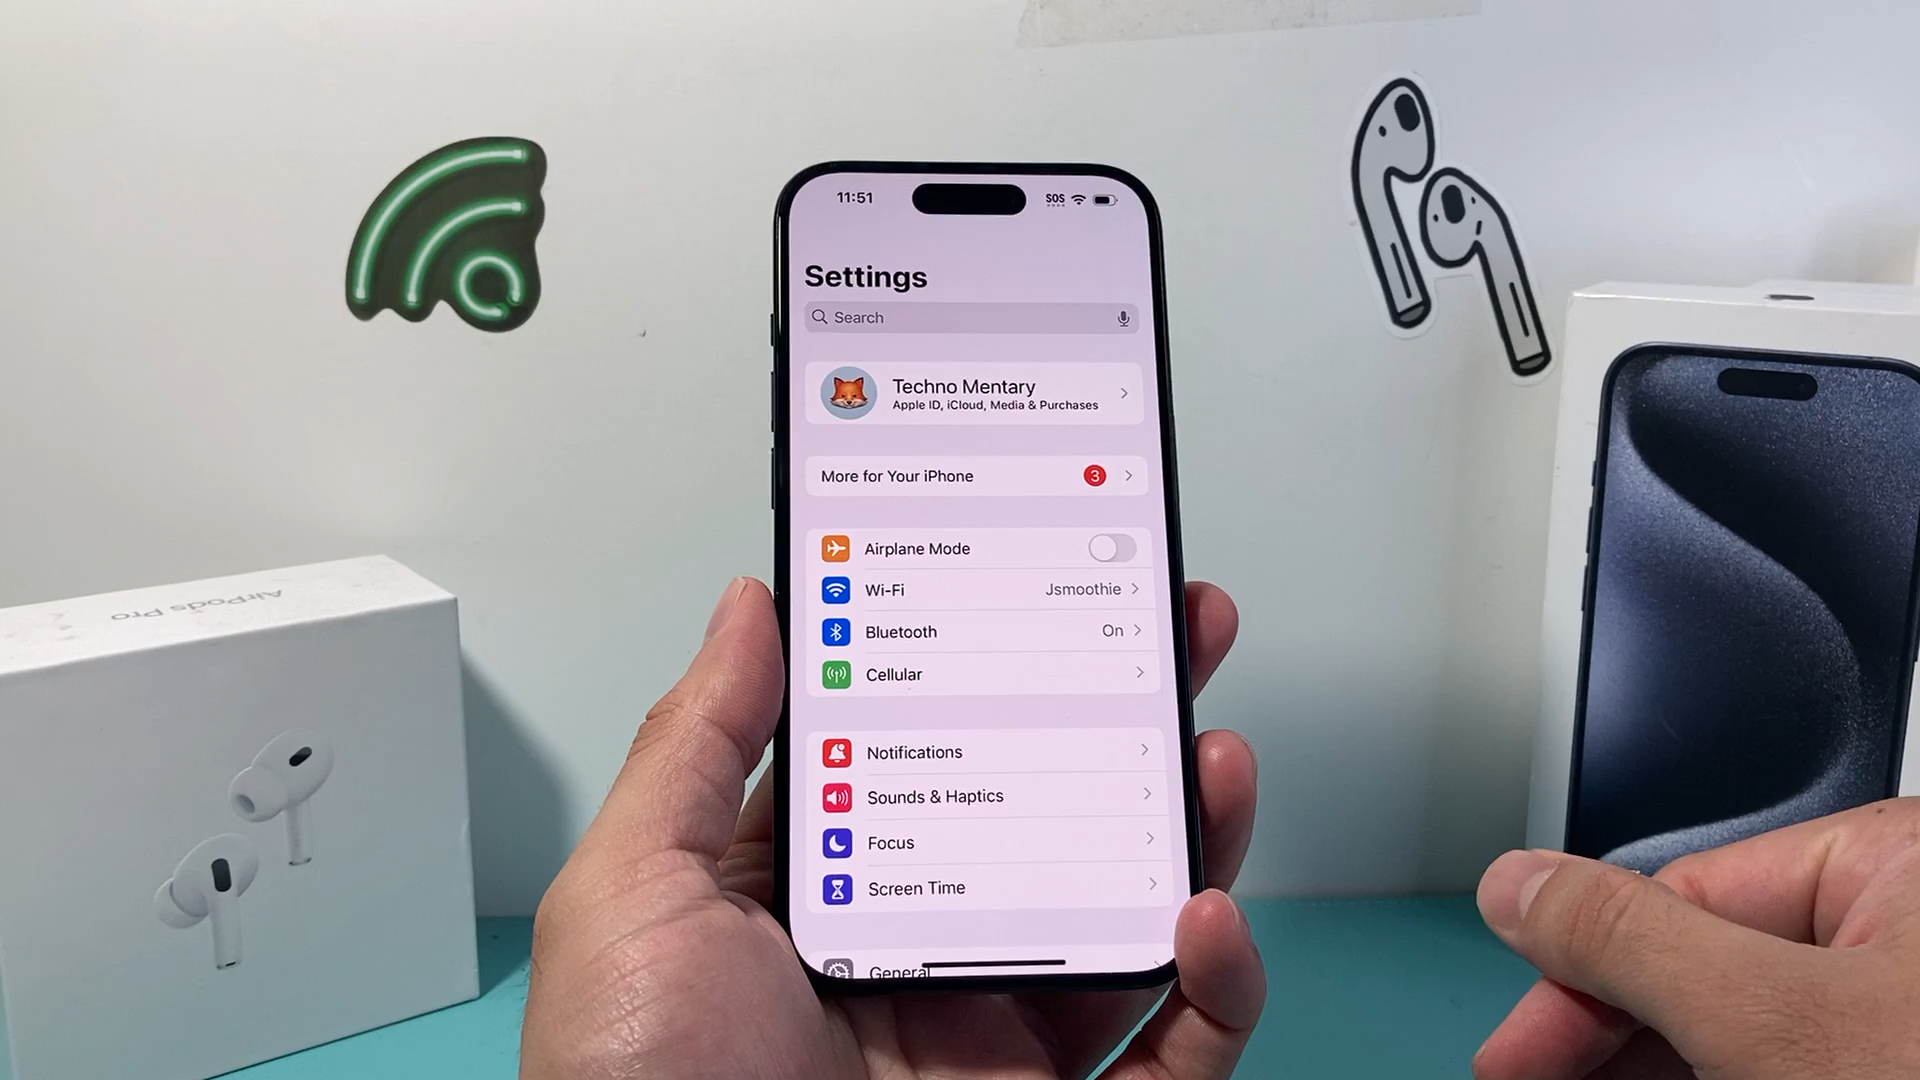 11:51
SOS
Settings
Search
Techno Mentary
Apple ID, iCloud, Media & Purchases
More for Your iPhone
3
Airplane Mode
Wi-Fi
Jsmoothie
Bluetooth
On
Cellular
Notifications
Sounds & Haptics
Focus
Screen Time
General
AirPods Pro